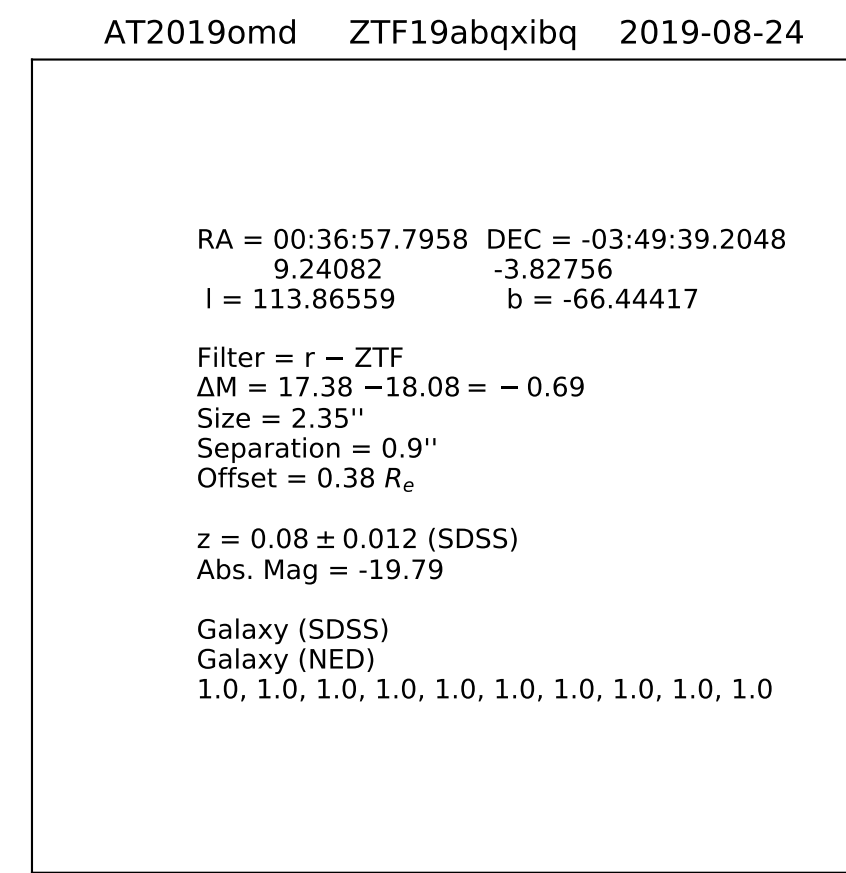 AT2019omd ZTF19abqxibq 2019-08-24
RA = 00:36:57.7958 DEC = -03:49:39.2048
9.24082 -3.82756
l = 113.86559 b = -66.44417
Filter = r − ZTF
ΔM = 17.38 −18.08 = − 0.69
Size = 2.35''
Separation = 0.9''
Offset = 0.38 Re
z = 0.08 ± 0.012 (SDSS)
Abs. Mag = -19.79
Galaxy (SDSS)
Galaxy (NED)
1.0, 1.0, 1.0, 1.0, 1.0, 1.0, 1.0, 1.0, 1.0, 1.0